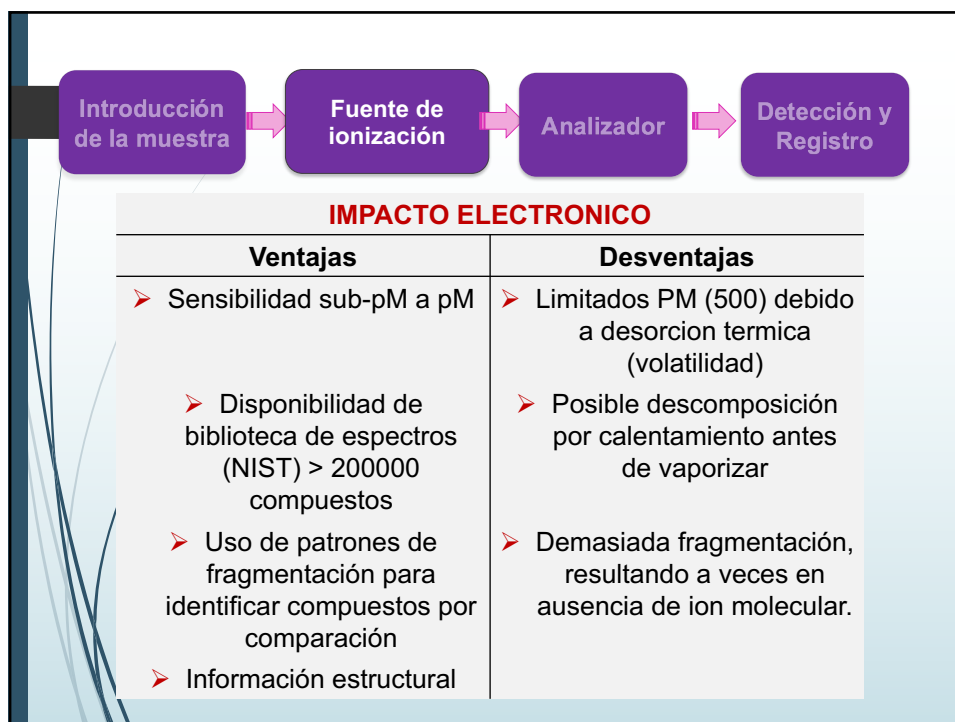 Introducción
de la muestra
Fuente de
ionización
Analizador
Detección y
Registro
IMPACTO ELECTRONICO
Ventajas
Desventajas
➢ Sensibilidad sub-pM a pM
➢ Limitados PM (500) debido
a desorcion termica
(volatilidad)
➢ Disponibilidad de
biblioteca de espectros
(NIST) > 200000
compuestos
➢ Posible descomposición
por calentamiento antes
de vaporizar
➢ Uso de patrones de
fragmentación para
identificar compuestos por
comparación
➢ Demasiada fragmentación,
resultando a veces en
ausencia de ion molecular.
➢ Información estructural